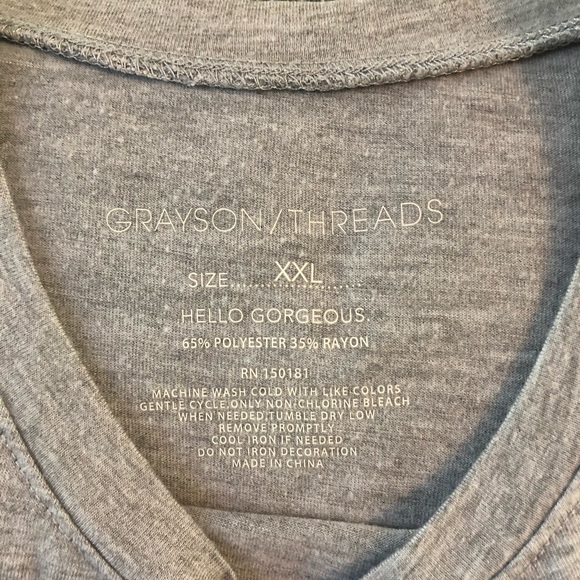 GRAYSON/THREADS
SIZE......XXL......
HELLO GORGEOUS.
65% POLYESTER 35% RAYON
RN 150181
MACHINE WASH COLD WITH LIKE COLORS
GENTLE CYCLE ONLY NON-CHLORINE BLEACH
WHEN NEEDED TUMBLE DRY LOW
REMOVE PROMPTLY
COOL IRON IF NEEDED
DO NOT IRON DECORATION
MADE IN CHINA